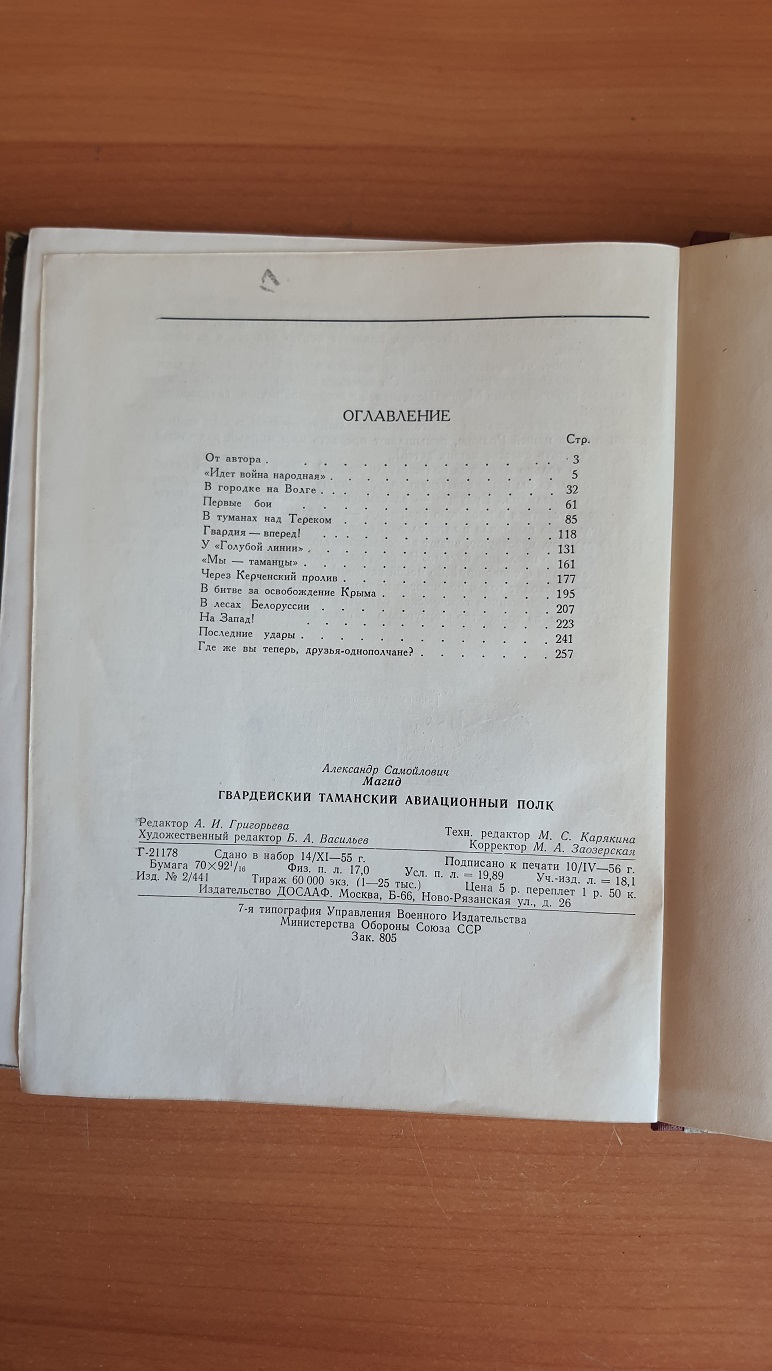 ОГЛАВЛЕНИЕ
Стр.
От автора . . . . . . . . . . . . 3
«Идет война народная» . . . . . . . . . . 5
В городке на Волге . . . . . . . . . . . 32
Первые бои . . . . . . . . . . . 61
В туманах над Тереком . . . . . . . . . 85
Гвардия — вперед! . . . . . . . . . . 118
У «Голубой линии» . . . . . . . . . . 131
«Мы — таманцы» . . . . . . . . . . 161
Через Керченский пролив . . . . . . . . . 177
В битве за освобождение Крыма . . . . . . . 195
В лесах Белоруссии . . . . . . . . . . 207
На Запад! . . . . . . . . . . 223
Последние удары . . . . . . . . . . 241
Где же вы теперь, друзья-однополчане? . . . . . . 257
Александр Самойлович
Магид
ГВАРДЕЙСКИЙ ТАМАНСКИЙ АВИАЦИОННЫЙ ПОЛК
Редактор А. И. Григорьева
Художественный редактор Б. А. Васильев Техн. редактор М. С. Карякина
Корректор М. А. Заозерская
Г-21178 Сдано в набор 14/XI—55 г. Подписано к печати 10/IV—56 г.
Бумага 70×92 1/16 Физ. п. л. 17,0 Усл. п. л. = 19,89 Уч.-изд. л. = 18,1
Изд. № 2/441 Тираж 60 000 экз. (1—25 тыс.) Цена 5 р. переплет 1 р. 50 к.
Издательство ДОСААФ. Москва, Б-66, Ново-Рязанская ул., д. 26
7-я типография Управления Военного Издательства
Министерства Обороны Союза ССР
Зак. 805